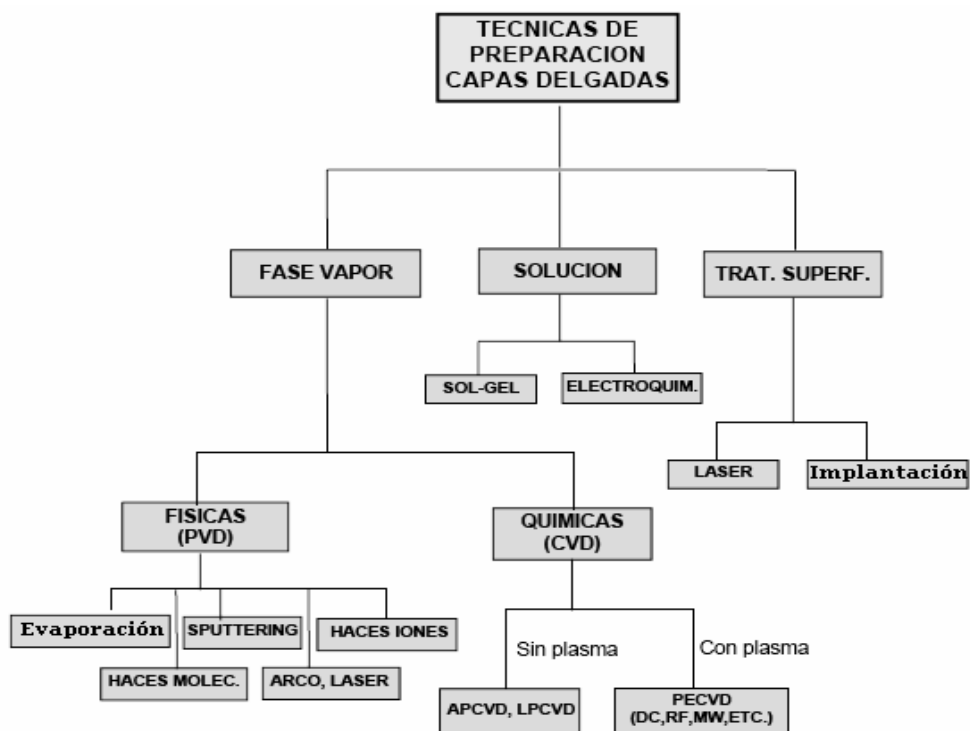 TECNICAS DE
PREPARACION
CAPAS DELGADAS
FASE VAPOR
SOLUCION
TRAT. SUPERF.
SOL-GEL
ELECTROQUIM.
LASER
Implantación
FISICAS
(PVD)
QUIMICAS
(CVD)
Evaporación
SPUTTERING
HACES IONES
HACES MOLEC.
ARCO, LASER
Sin plasma
Con plasma
APCVD, LPCVD
PECVD
(DC,RF,MW,ETC.)